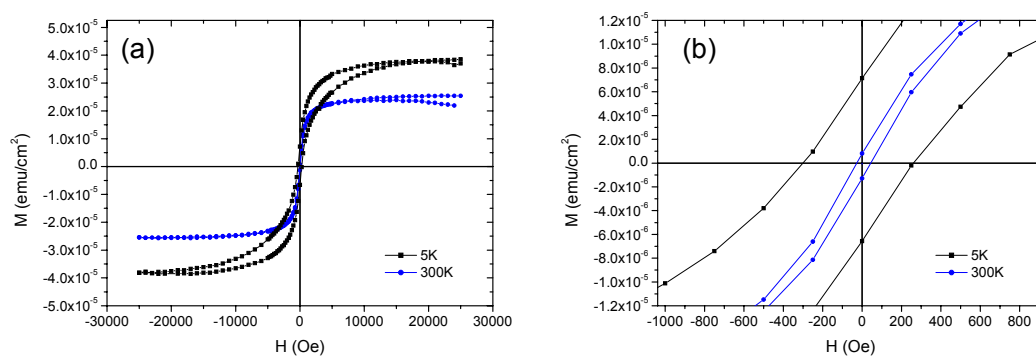 (a)
M (emu/cm²)
5.0x10⁻⁵
4.0x10⁻⁵
3.0x10⁻⁵
2.0x10⁻⁵
1.0x10⁻⁵
0.0
-1.0x10⁻⁵
-2.0x10⁻⁵
-3.0x10⁻⁵
-4.0x10⁻⁵
-5.0x10⁻⁵
5K
300K
-30000 -20000 -10000 0 10000 20000 30000
H (Oe)
(b)
M (emu/cm²)
1.2x10⁻⁵
1.0x10⁻⁵
8.0x10⁻⁶
6.0x10⁻⁶
4.0x10⁻⁶
2.0x10⁻⁶
0.0
-2.0x10⁻⁶
-4.0x10⁻⁶
-6.0x10⁻⁶
-8.0x10⁻⁶
-1.0x10⁻⁵
-1.2x10⁻⁵
5K
300K
-1000 -800 -600 -400 -200 0 200 400 600 800
H (Oe)